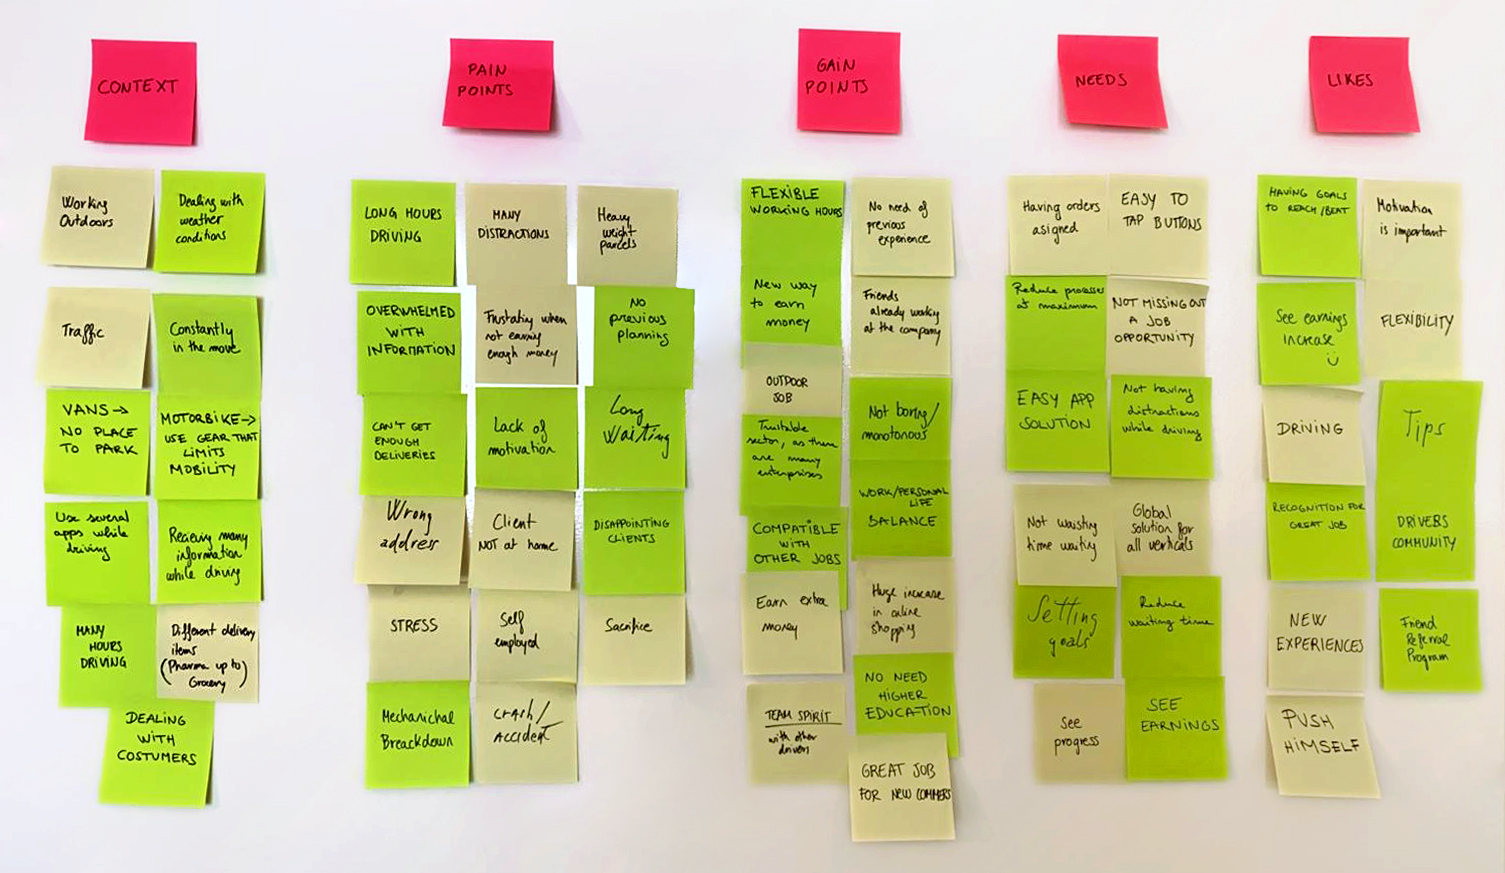 CONTEXT
Working
Outdoors
Dealing with
weather
conditions
Traffic
Constantly
in the move
VANS →
NO PLACE
TO PARK
MOTORBIKE →
USE GEAR THAT
LIMITS
MOBILITY
Use several
apps while
driving
Recieving many
information
while driving
MANY
HOURS
DRIVING
Different delivery
items
(Pharma up to)
Grocery
DEALING
WITH
COSTUMERS
PAIN
POINTS
LONG HOURS
DRIVING
MANY
DISTRACTIONS
Heavy
weight
parcels
OVERWHELMED
WITH
INFORMATION
Frustating when
not earning
enough money
No
previous
planning
CAN'T GET
ENOUGH
DELIVERIES
Lack of
motivation
Long
Waiting
Wrong
address
Client
NOT at home
DISAPPOINTING
CLIENTS
STRESS
Self
employed
Sacrifice
Mechanichal
Breackdown
CRASH/
ACCIDENT
GAIN
POINTS
FLEXIBLE
WORKING HOURS
No need of
previous
experience
New way
to earn
money
Friends
already working
at the company
OUTDOOR
JOB
Not boring/
monotonous
sector, as there
are many
enterprises
WORK/PERSONAL
LIFE
BALANCE
COMPATIBLE
WITH
OTHER JOBS
Earn extra
money
Huge increase
in online
shopping
NO NEED
HIGHER
EDUCATION
TEAM SPIRIT
with other
drivers
GREAT JOB
FOR NEW COMMERS
NEEDS
Having orders
asigned
EASY TO
TAP BUTTONS
Reduce processes
at maximum
NOT MISSING OUT
A JOB
OPPORTUNITY
EASY APP
SOLUTION
Not having
distractions
while driving
Not waisting
time waiting
Global
solution for
all verticals
Setting
goals
Reduce
waiting time
See
progress
SEE
EARNINGS
LIKES
HAVING GOALS
TO REACH/BEAT
Motivation
is important
See earnings
increase
FLEXIBILITY
DRIVING
Tips
RECOGNITION FOR
GREAT JOB
DRIVERS
COMMUNITY
NEW
EXPERIENCES
Friend
Referral
Program
PUSH
HIMSELF